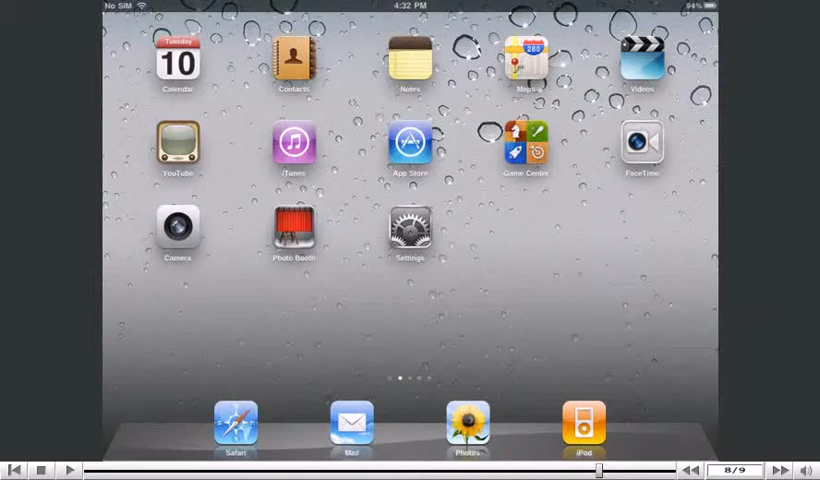 No SIM 4:32 PM 94%
Tuesday
10
280
Calendar Contacts Notes Maps Videos
YouTube iTunes App Store Game Center FaceTime
Camera Photo Booth Settings
Safari Mail Photos iPod
8/9